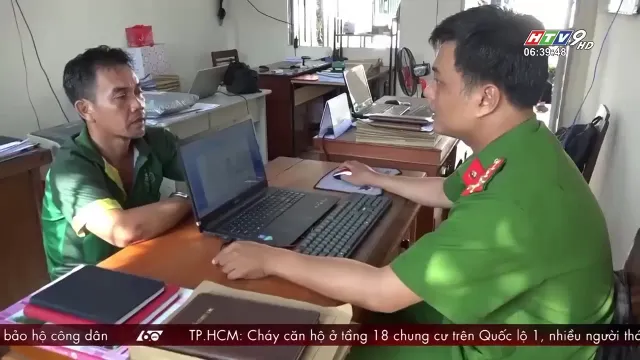 HTV9 HD
06:39:48
bảo hộ công dân 60 TP.HCM: Cháy căn hộ ở tầng 18 chung cư trên Quốc lộ 1, nhiều người